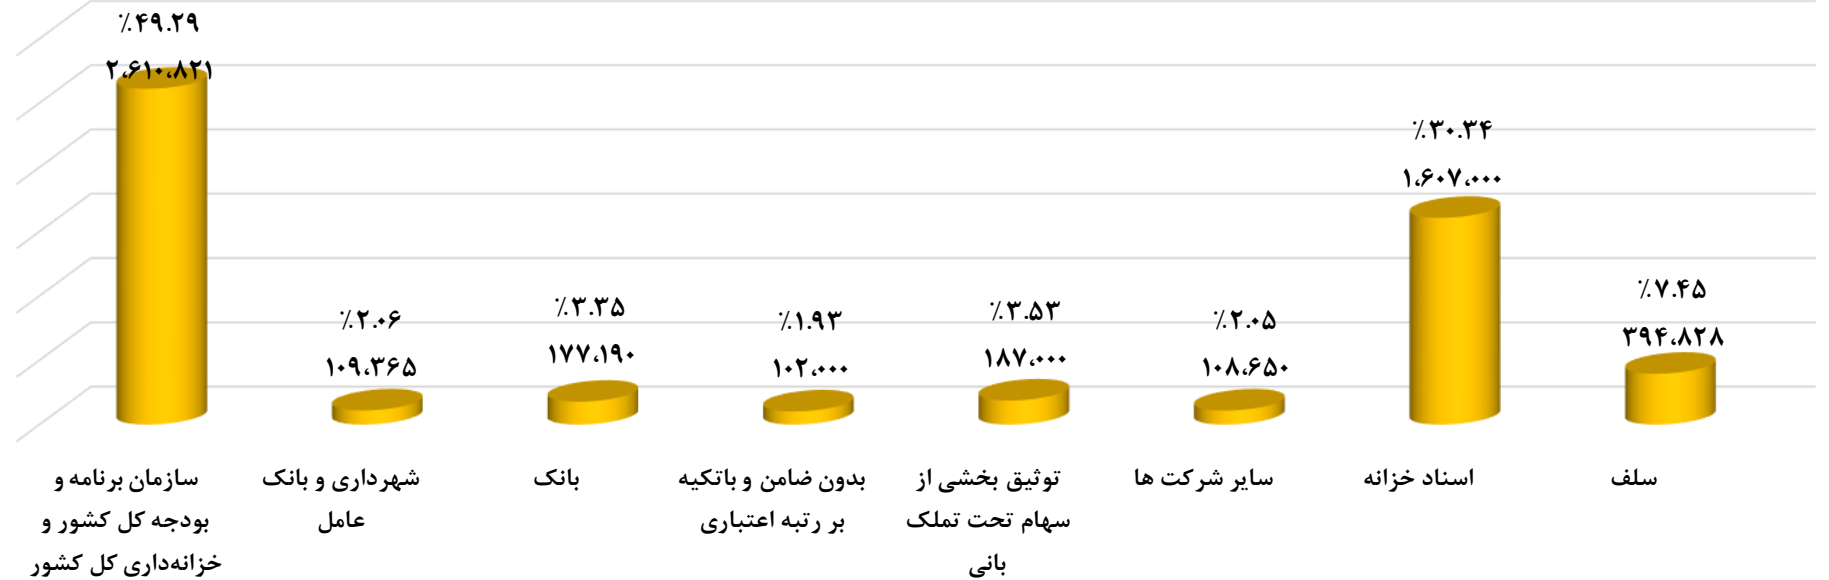 ٪۴۹.۲۹
۲،۶۱۰،۸۲۱
٪۲.۰۶
۱۰۹،۳۶۵
٪۳.۳۵
۱۷۷،۱۹۰
٪۱.۹۳
۱۰۲،۰۰۰
٪۳.۵۳
۱۸۷،۰۰۰
٪۲.۰۵
۱۰۸،۶۵۰
٪۳۰.۳۴
۱،۶۰۷،۰۰۰
٪۷.۴۵
۳۹۴،۸۲۸
سازمان برنامه و
بودجه کل کشور و
خزانه‌داری کل کشور
شهرداری و بانک
عامل
بانک
بدون ضامن و باتکیه
بر رتبه اعتباری
توثیق بخشی از
سهام تحت تملک
بانی
سایر شرکت ها
اسناد خزانه
سلف